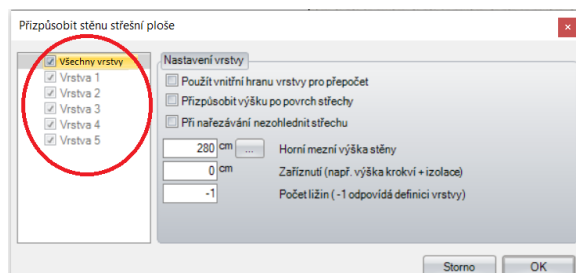 Přizpůsobit stěnu střešní ploše
Všechny vrstvy
Vrstva 1
Vrstva 2
Vrstva 3
Vrstva 4
Vrstva 5
Nastavení vrstvy
Použít vnitřní hranu vrstvy pro přepočet
Přizpůsobit výšku po povrch střechy
Při nařezávání nezohlednit střechu
280 cm ... Horní mezní výška stěny
0 cm Zaříznutí (např. výška krokví + izolace)
-1 Počet ližin ( -1 odpovídá definici vrstvy)
Storno OK